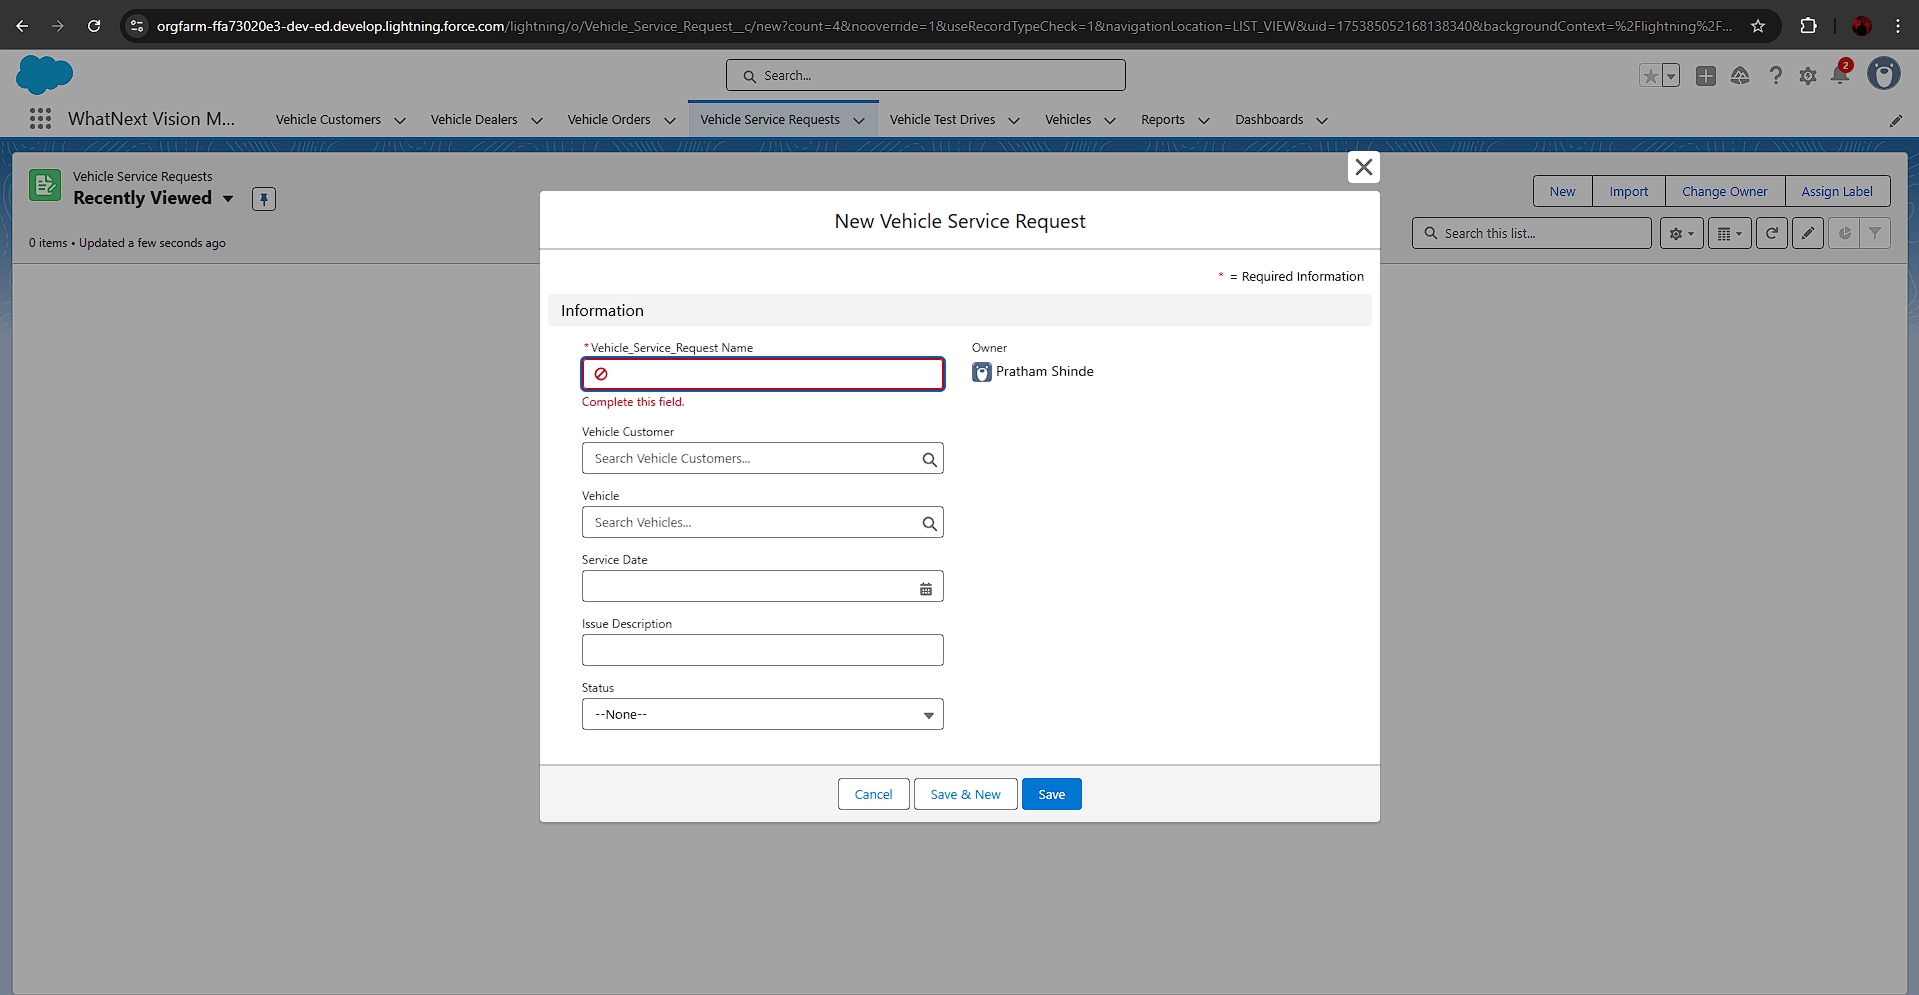 orgfarm-ffa73020e3-dev-ed.develop.lightning.force.com/lightning/o/Vehicle_Service_Request__c/new?count=4&nooverride=1&useRecordTypeCheck=1&navigationLocation=LIST_VIEW&uid=175385052168138340&backgroundContext=%2Flightning%2F...
Search...
2
WhatNext Vision M...
Vehicle Customers
Vehicle Dealers
Vehicle Orders
Vehicle Service Requests
Vehicle Test Drives
Vehicles
Reports
Dashboards
Vehicle Service Requests
Recently Viewed
New
Import
Change Owner
Assign Label
0 items • Updated a few seconds ago
Search this list...
New Vehicle Service Request
* = Required Information
Information
*Vehicle_Service_Request Name
Complete this field.
Owner
Pratham Shinde
Vehicle Customer
Search Vehicle Customers...
Vehicle
Search Vehicles...
Service Date
Issue Description
Status
--None--
Cancel
Save & New
Save